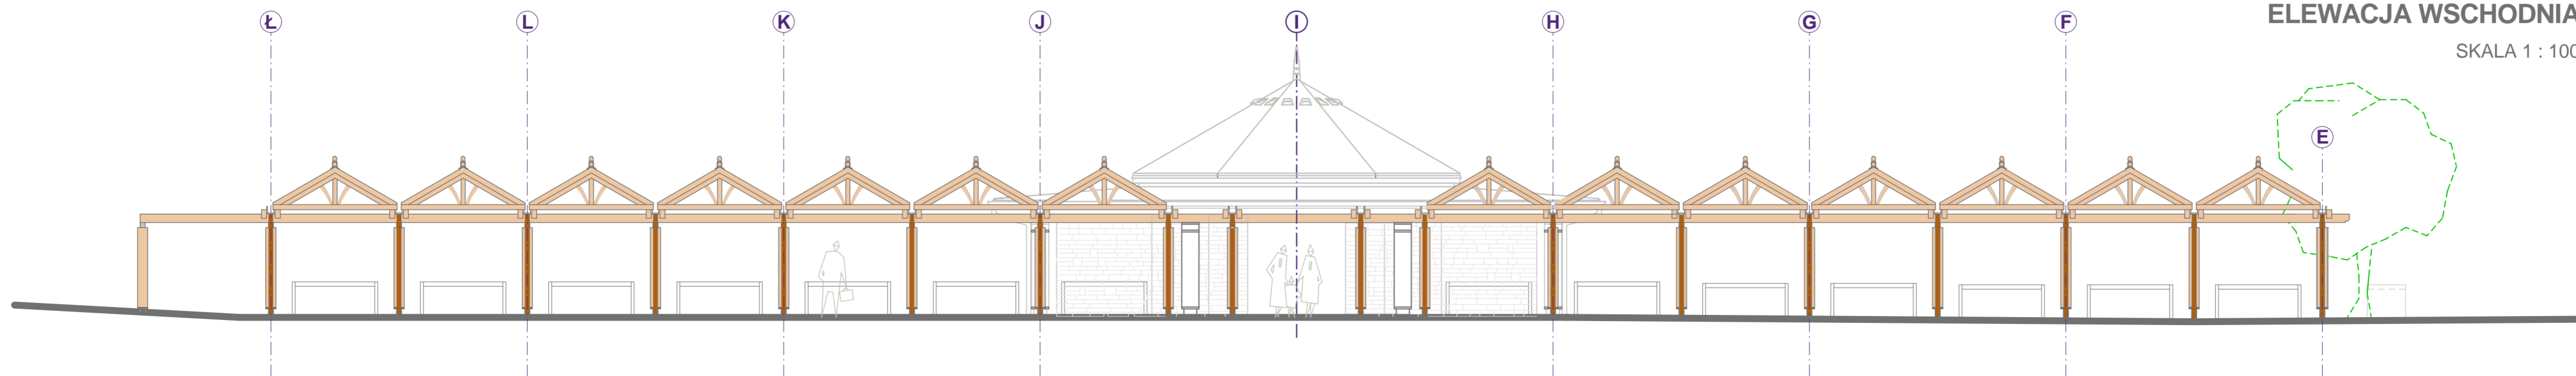 Ł L K J I H G F
ELEWACJA WSCHODNIA
SKALA 1 : 100
E